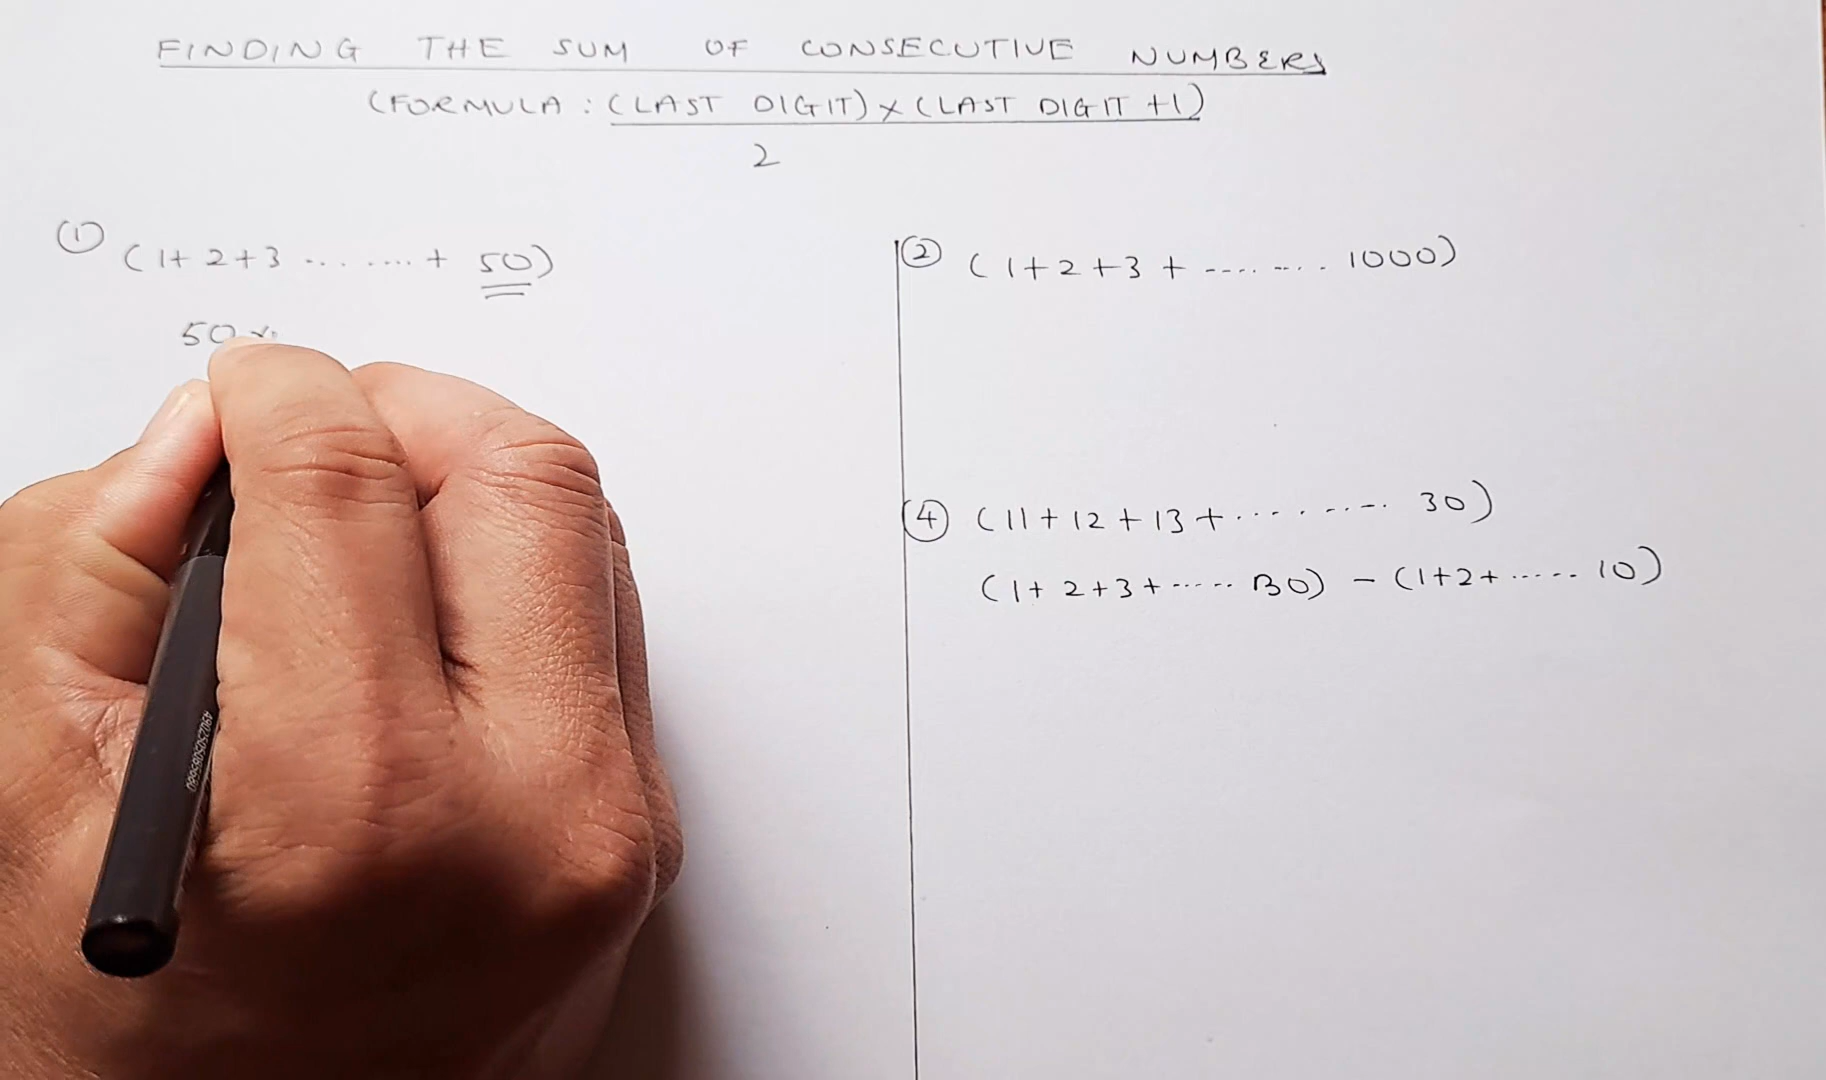 FINDING THE SUM OF CONSECUTIVE NUMBERS
(FORMULA : (LAST DIGIT) x (LAST DIGIT +1)
2
① (1+ 2+3 ........ + 50)
50 x
② (1+2+3 + ........ 1000)
④ (11+12+13+......... 30)
(1+ 2+3+..... 30) - (1+2+..... 10)